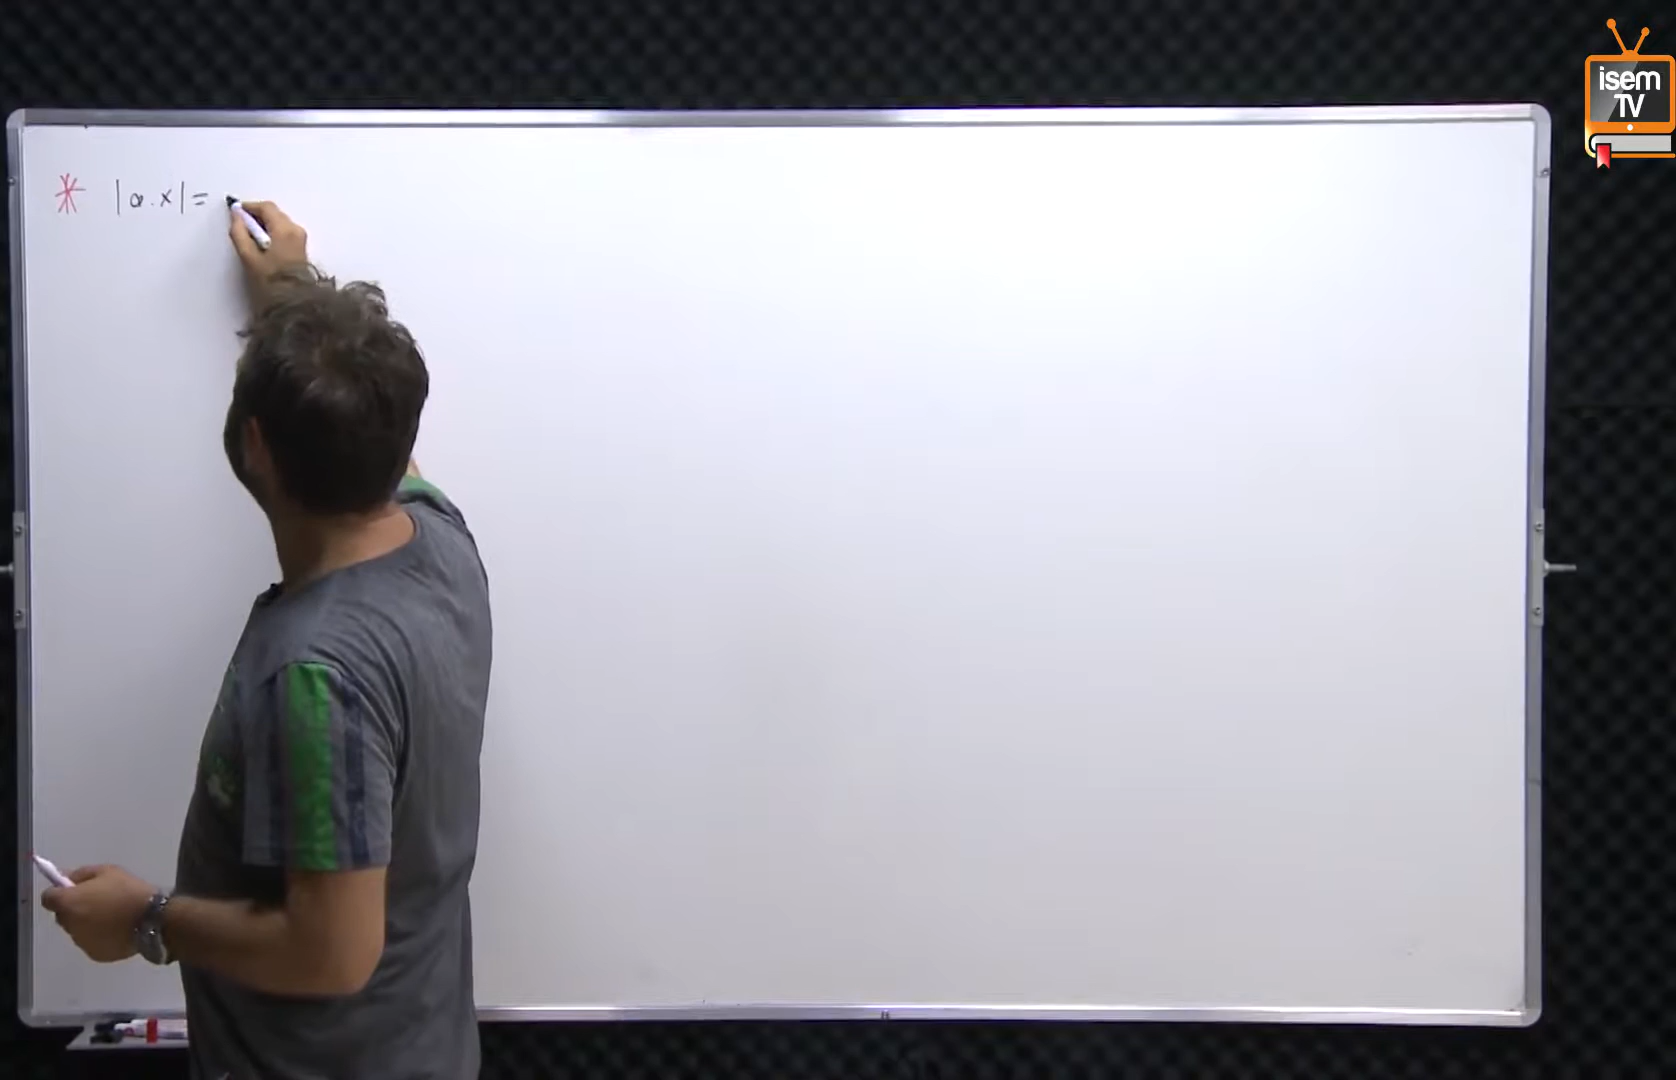 isem
TV
* |a.x| =